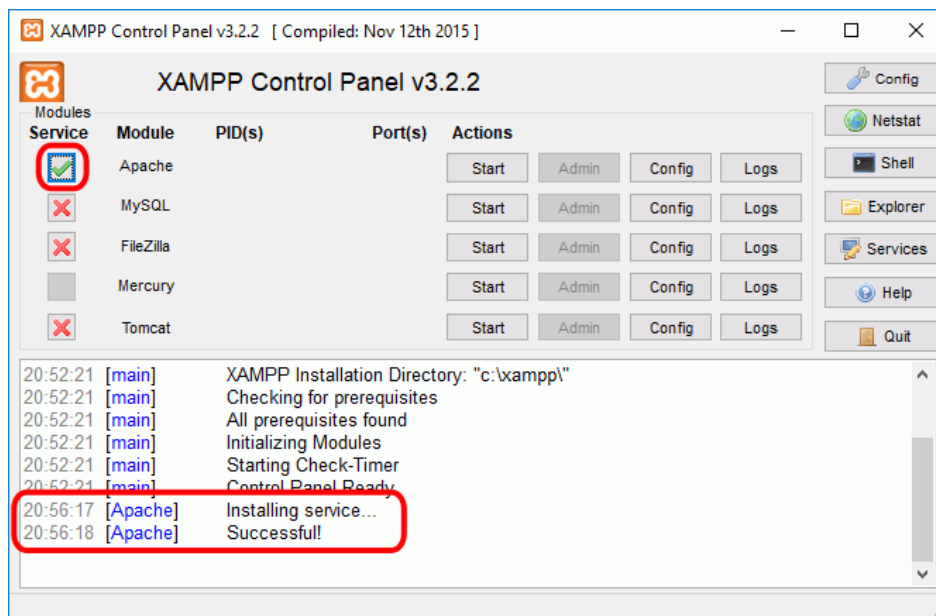 XAMPP Control Panel v3.2.2 [ Compiled: Nov 12th 2015 ]
XAMPP Control Panel v3.2.2
Config
Modules
Service Module PID(s) Port(s) Actions
Netstat
Apache Start Admin Config Logs
Shell
MySQL Start Admin Config Logs
Explorer
FileZilla Start Admin Config Logs
Services
Mercury Start Admin Config Logs
Help
Tomcat Start Admin Config Logs
Quit
20:52:21 [main] XAMPP Installation Directory: "c:\xampp\"
20:52:21 [main] Checking for prerequisites
20:52:21 [main] All prerequisites found
20:52:21 [main] Initializing Modules
20:52:21 [main] Starting Check-Timer
20:52:21 [main] Control Panel Ready
20:56:17 [Apache] Installing service...
20:56:18 [Apache] Successful!